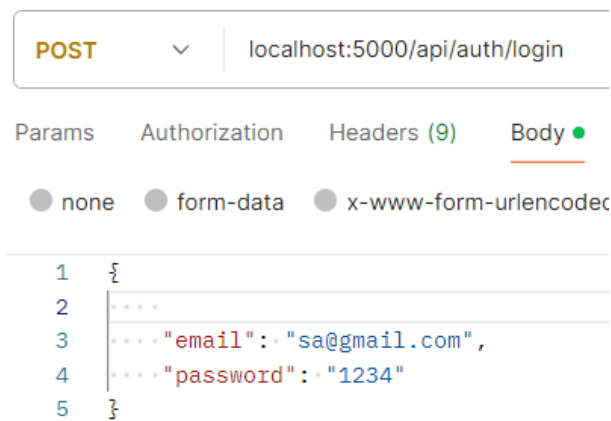 POST localhost:5000/api/auth/login
Params Authorization Headers (9) Body
none form-data x-www-form-urlencoded
1 {
2
3 "email": "sa@gmail.com",
4 "password": "1234"
5 }